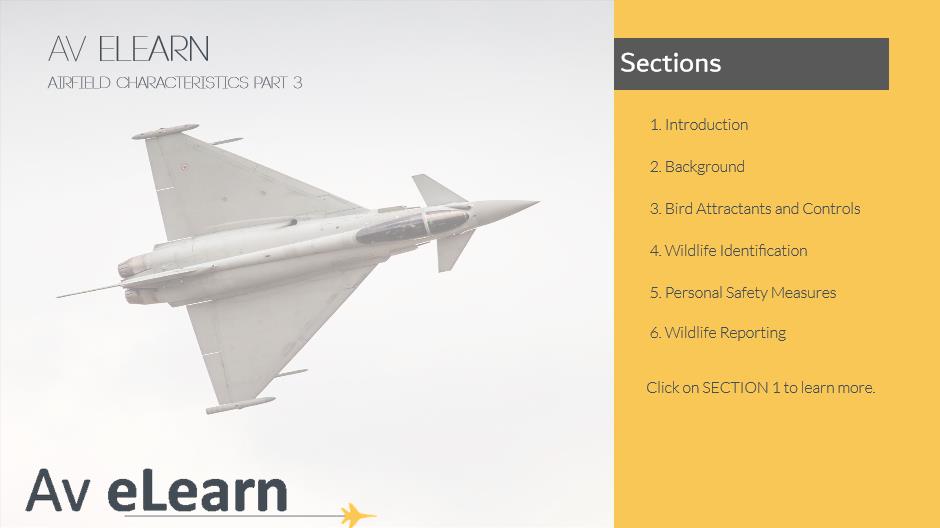 AV ELEARN
AIRFIELD CHARACTERISTICS PART 3
Sections
1. Introduction
2. Background
3. Bird Attractants and Controls
4. Wildlife Identification
5. Personal Safety Measures
6. Wildlife Reporting
Click on SECTION 1 to learn more.
Av eLearn